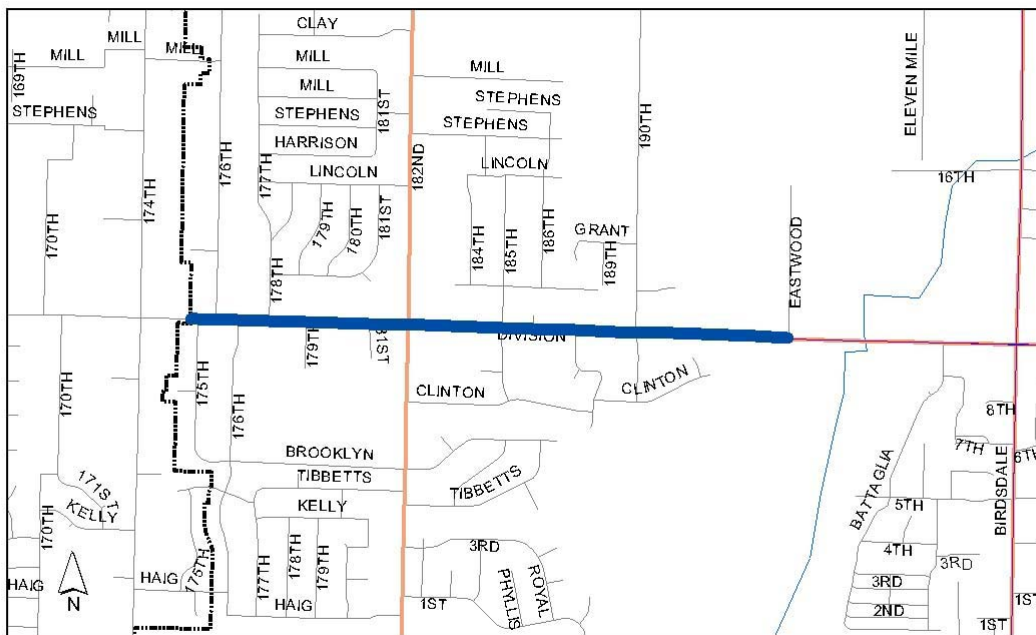 CLAY
MILL
MILL
MILL
MILL
169TH
MILL
MILL
STEPHENS
STEPHENS
STEPHENS
STEPHENS
181ST
HARRISON
ELEVEN MILE
190TH
176TH
177TH
LINCOLN
182ND
LINCOLN
16TH
174TH
170TH
179TH
180TH
181ST
184TH
185TH
186TH
GRANT
189TH
178TH
EASTWOOD
179TH
DIVISION
175TH
170TH
176TH
CLINTON
CLINTON
8TH
7TH
BROOKLYN
TIBBETTS
TIBBETTS
KELLY
171ST
KELLY
170TH
BATTAGLIA
BIRDSDALE
5TH
4TH
3RD
3RD
2ND
1ST
1ST
3RD
ROYAL
PHYLLIS
1ST
177TH
178TH
179TH
175TH
HAIG
HAIG
HAIG
N